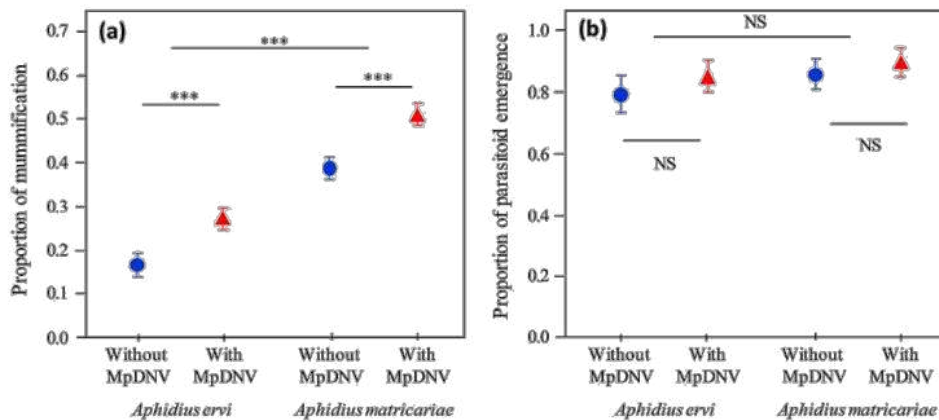 (a)
Proportion of mummification
0.7
0.6
0.5
0.4
0.3
0.2
0.1
0.0
***
***
***
Without MpDNV
With MpDNV
Without MpDNV
With MpDNV
Aphidius ervi
Aphidius matricariae
(b)
Proportion of parasitoid emergence
1.0
0.8
0.6
0.4
0.2
0.0
NS
NS
NS
Without MpDNV
With MpDNV
Without MpDNV
With MpDNV
Aphidius ervi
Aphidius matricariae